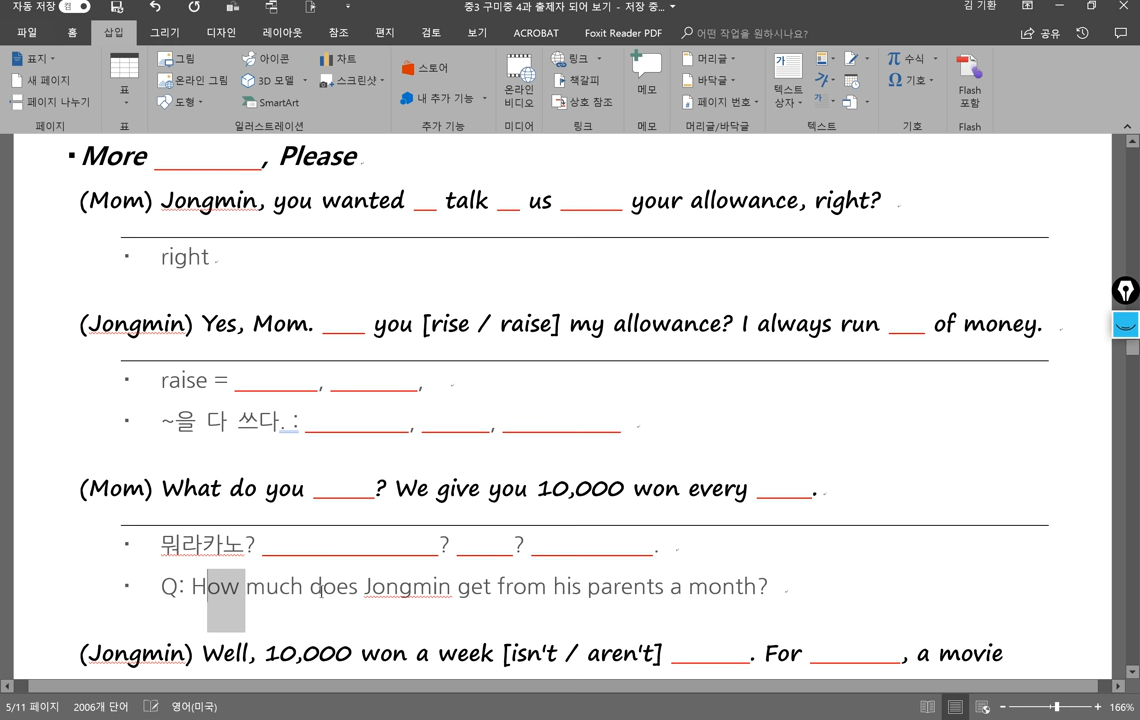 자동 저장 켬 중3 구미중 4과 출제자 되어 보기 - 저장 중... 김 기환
파일 홈 삽입 그리기 디자인 레이아웃 참조 편지 검토 보기 ACROBAT Foxit Reader PDF 어떤 작업을 원하시나요? 공유
표지 그림 아이콘 차트 스토어 링크 머리글 수식
새 페이지 온라인 그림 3D 모델 스크린샷 책갈피 바닥글 기호
페이지 나누기 표 도형 SmartArt 내 추가 기능 온라인 비디오 상호 참조 메모 페이지 번호 텍스트 상자 Flash 포함
페이지 표 일러스트레이션 추가 기능 미디어 링크 메모 머리글/바닥글 텍스트 기호 Flash
▪ More ________, Please
(Mom) Jongmin, you wanted __ talk __ us _____ your allowance, right?
▪ right
(Jongmin) Yes, Mom. ____ you [rise / raise] my allowance? I always run ___ of money.
▪ raise = _______, _______,
▪ ~을 다 쓰다. : _________, ______, __________
(Mom) What do you _____? We give you 10,000 won every _____.
▪ 뭐라카노? _______________? _____? __________.
▪ Q: How much does Jongmin get from his parents a month?
(Jongmin) Well, 10,000 won a week [isn't / aren't] ______. For _______, a movie
5/11 페이지 2006개 단어 영어(미국) 166%